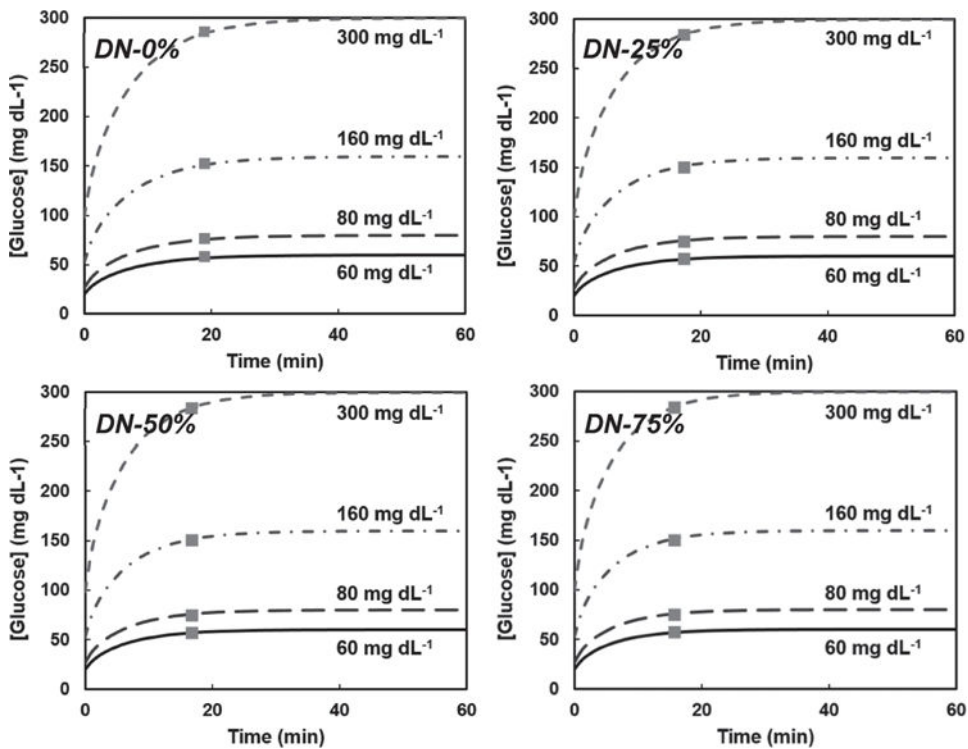 DN-0%
300 mg dL-1
160 mg dL-1
80 mg dL-1
60 mg dL-1
300
250
200
150
100
50
0
[Glucose] (mg dL-1)
0 20 40 60
Time (min)
DN-25%
300 mg dL-1
160 mg dL-1
80 mg dL-1
60 mg dL-1
300
250
200
150
100
50
0
[Glucose] (mg dL-1)
0 20 40 60
Time (min)
DN-50%
300 mg dL-1
160 mg dL-1
80 mg dL-1
60 mg dL-1
300
250
200
150
100
50
0
[Glucose] (mg dL-1)
0 20 40 60
Time (min)
DN-75%
300 mg dL-1
160 mg dL-1
80 mg dL-1
60 mg dL-1
300
250
200
150
100
50
0
[Glucose] (mg dL-1)
0 20 40 60
Time (min)